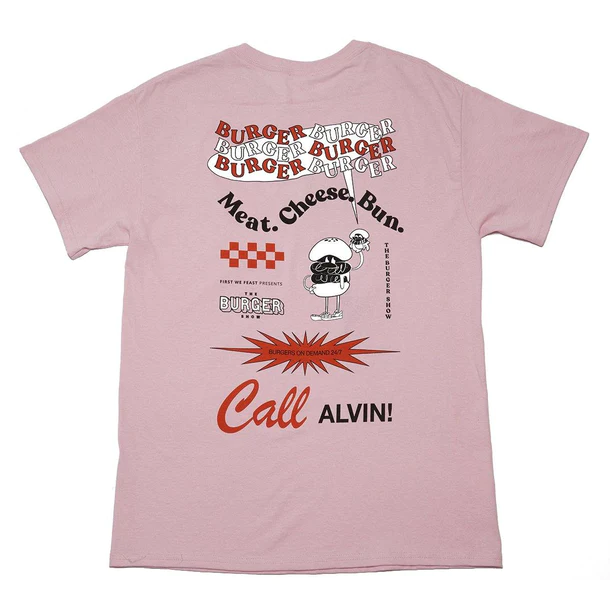 BURGER BURGER
BURGER BURGER
BURGER BURGER
Meat. Cheese. Bun.
THE BURGER SHOW
FIRST WE FEAST PRESENTS
THE
BURGER
SHOW
BURGERS ON DEMAND 24/7
Call ALVIN!